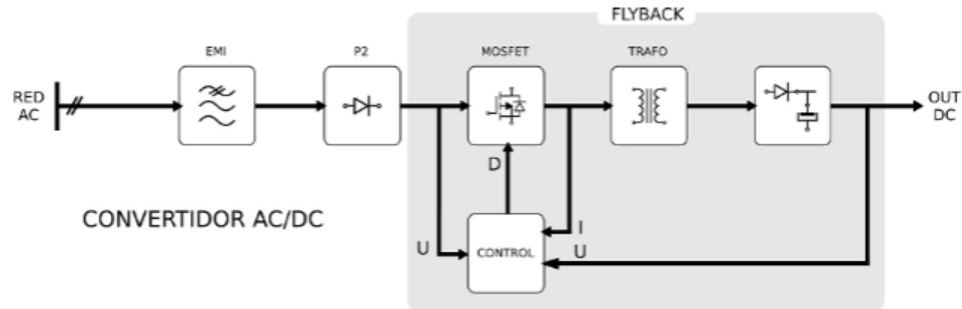 FLYBACK
EMI
P2
MOSFET
TRAFO
RED
AC
OUT
DC
D
CONVERTIDOR AC/DC
U
CONTROL
I
U